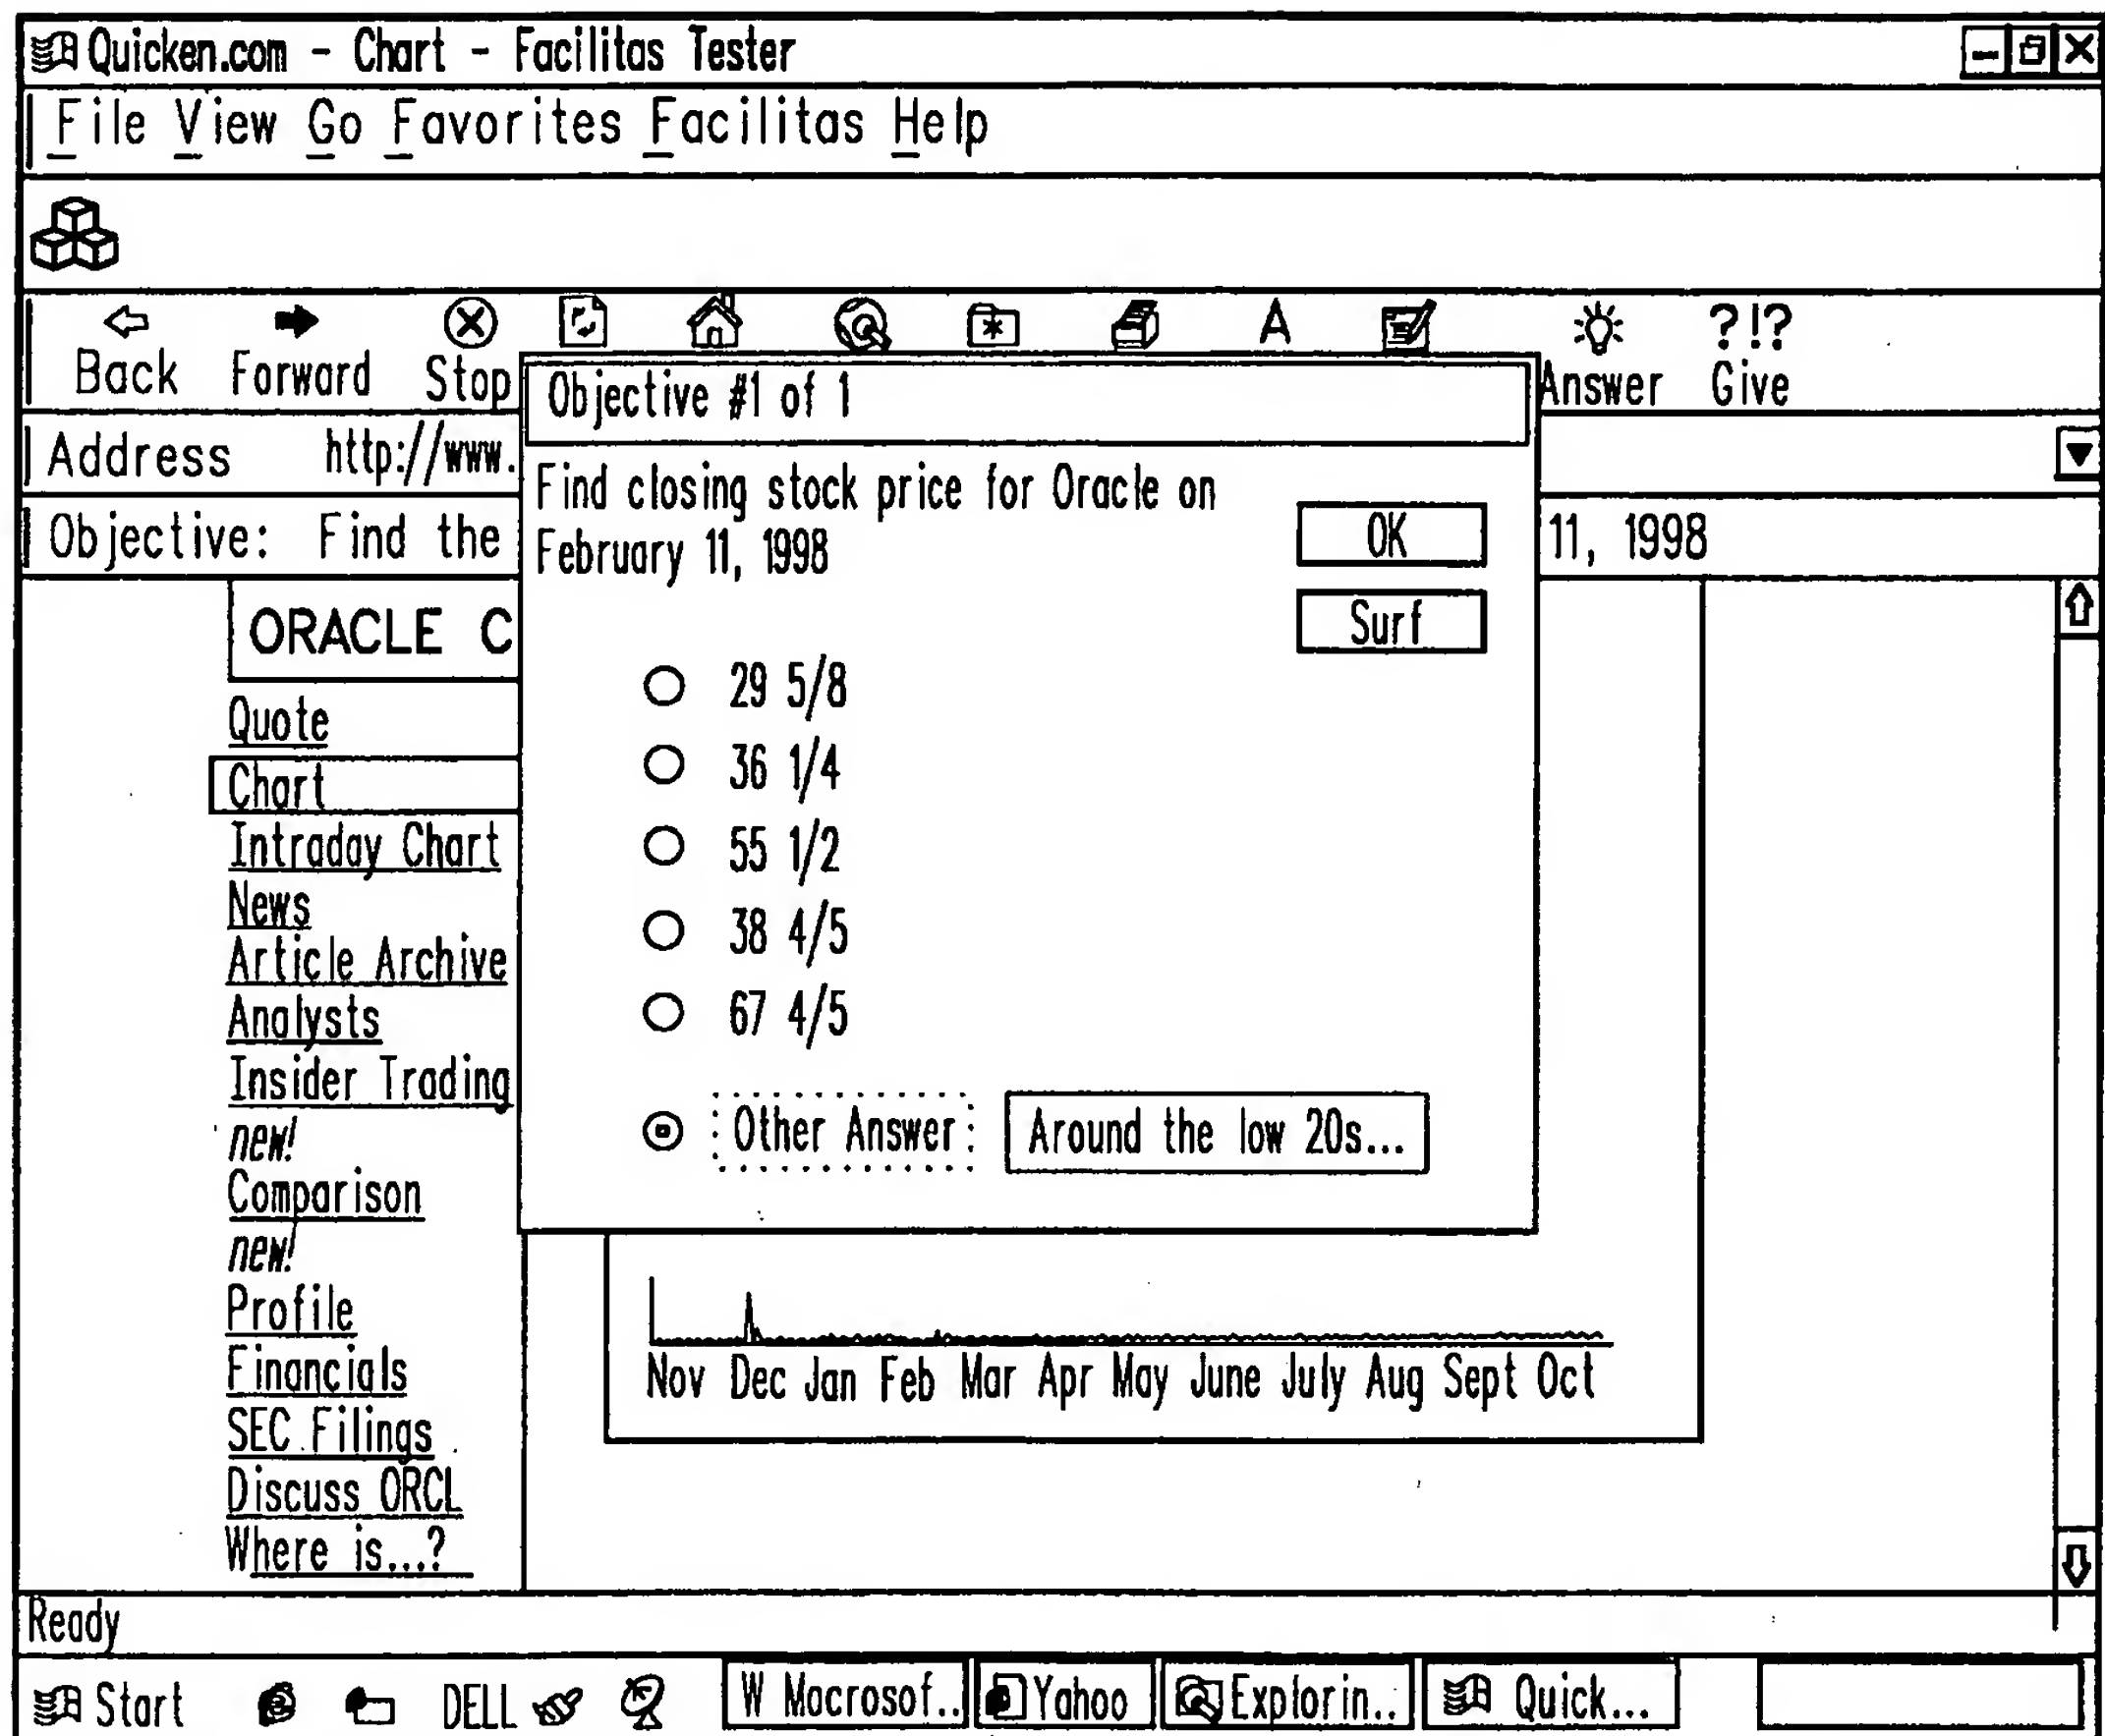 Quicken.com - Chart - Facilitas Tester
File View Go Favorites Facilitas Help
A ?!?
Back Forward Stop Answer Give
Objective #1 of 1
Address http://www.
Find closing stock price for Oracle on
February 11, 1998
OK
Objective: Find the 11, 1998
Surf
ORACLE C
29 5/8
36 1/4
55 1/2
38 4/5
67 4/5
Other Answer: Around the low 20s...
Quote
Chart
Intraday Chart
News
Article Archive
Analysts
Insider Trading
new!
Comparison
new!
Profile
Financials
SEC Filings
Discuss ORCL
Where is...?
Nov Dec Jan Feb Mar Apr May June July Aug Sept Oct
Ready
Start DELL W Macrosof.. Yahoo Explorin.. Quick...